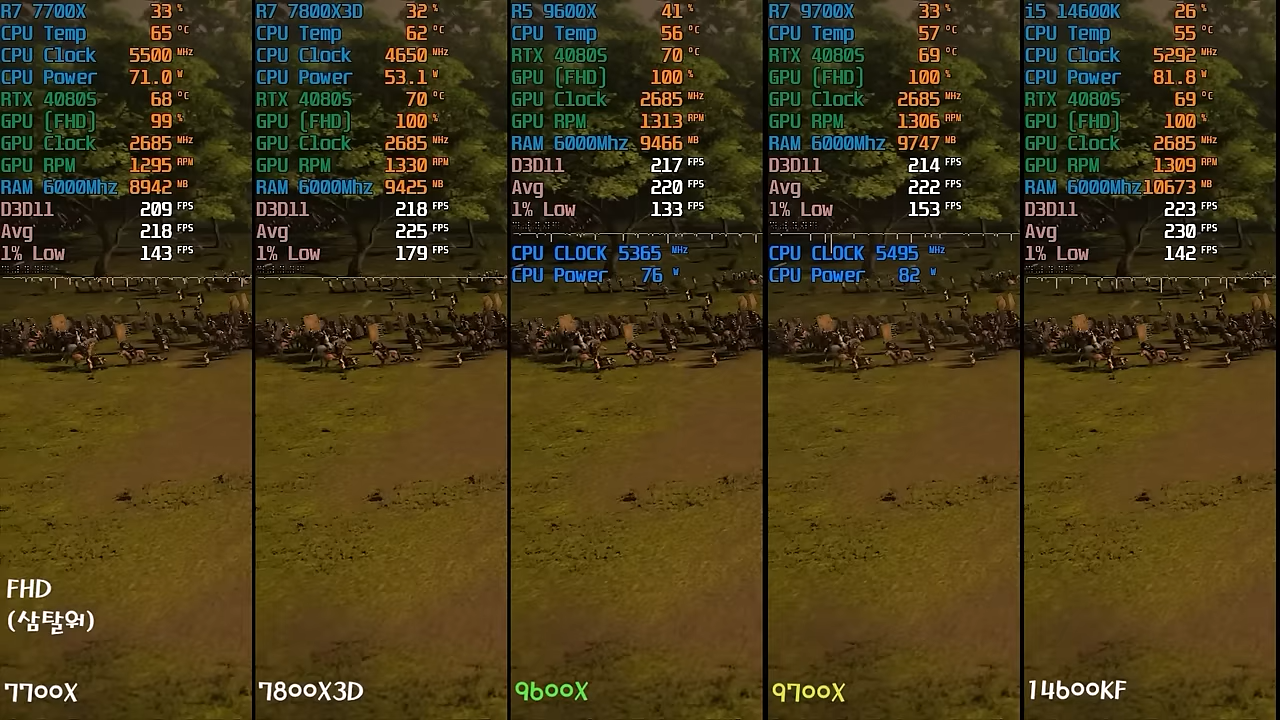 R7 7700X 33 %
CPU Temp 65 °C
CPU Clock 5500 MHz
CPU Power 71.0 W
RTX 4080S 68 °C
GPU (FHD) 99 %
GPU Clock 2685 MHz
GPU RPM 1295 RPM
RAM 6000Mhz 8942 MB
D3D11 209 FPS
Avg 218 FPS
1% Low 143 FPS
R7 7800X3D 32 %
CPU Temp 62 °C
CPU Clock 4650 MHz
CPU Power 53.1 W
RTX 4080S 70 °C
GPU (FHD) 100 %
GPU Clock 2685 MHz
GPU RPM 1330 RPM
RAM 6000Mhz 9425 MB
D3D11 218 FPS
Avg 225 FPS
1% Low 179 FPS
R5 9600X 41 %
CPU Temp 56 °C
RTX 4080S 70 °C
GPU (FHD) 100 %
GPU Clock 2685 MHz
GPU RPM 1313 RPM
RAM 6000Mhz 9466 MB
D3D11 217 FPS
Avg 220 FPS
1% Low 133 FPS
CPU CLOCK 5365 MHz
CPU Power 76 W
R7 9700X 33 %
CPU Temp 57 °C
RTX 4080S 69 °C
GPU (FHD) 100 %
GPU Clock 2685 MHz
GPU RPM 1306 RPM
RAM 6000Mhz 9747 MB
D3D11 214 FPS
Avg 222 FPS
1% Low 153 FPS
CPU CLOCK 5495 MHz
CPU Power 82 W
i5 14600K 26 %
CPU Temp 55 °C
CPU Clock 5292 MHz
CPU Power 81.8 W
RTX 4080S 69 °C
GPU (FHD) 100 %
GPU Clock 2685 MHz
GPU RPM 1309 RPM
RAM 6000Mhz 10673 MB
D3D11 223 FPS
Avg 230 FPS
1% Low 142 FPS
FHD
(삼탈워)
7700X
7800X3D
9600X
9700X
14600KF